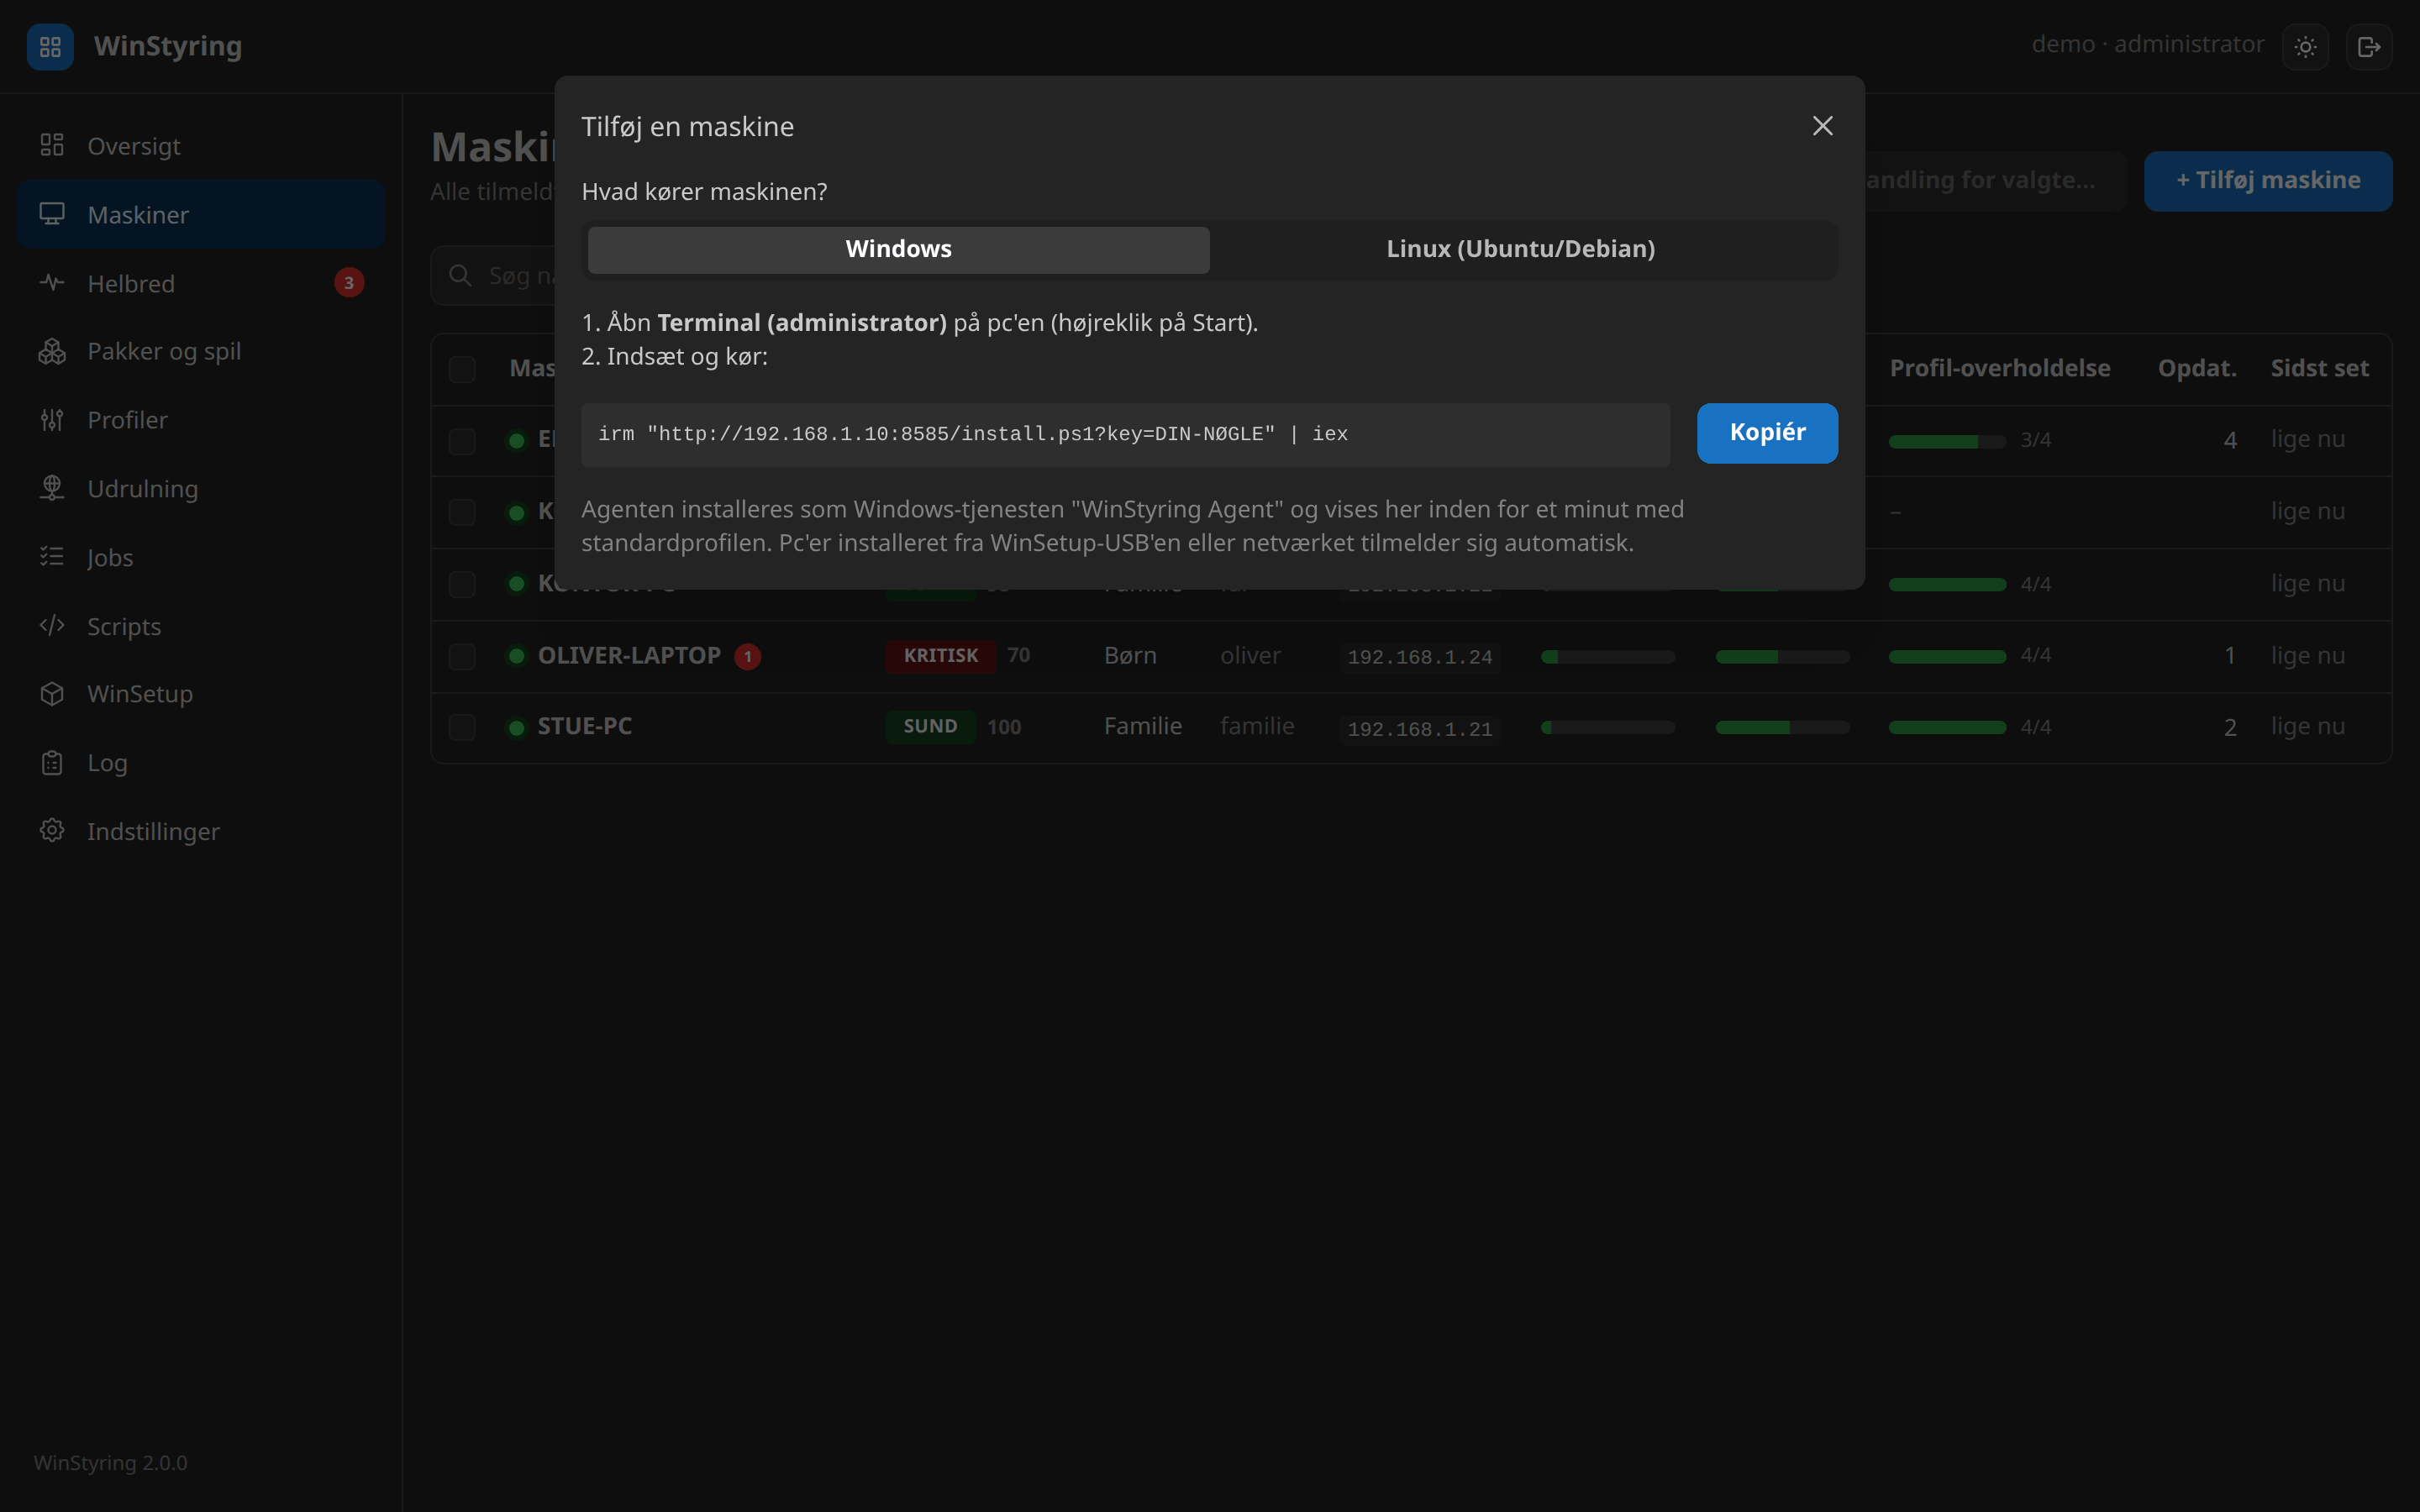 WinStyring
demo · administrator
Oversigt
Maskiner
Helbred 3
Pakker og spil
Profiler
Udrulning
Jobs
Scripts
WinSetup
Log
Indstillinger
WinStyring 2.0.0
Alle tilmeld
andling for valgte...
+ Tilføj maskine
Søg
Tilføj en maskine
Hvad kører maskinen?
Windows Linux (Ubuntu/Debian)
1. Åbn Terminal (administrator) på pc'en (højreklik på Start).
2. Indsæt og kør:
irm "http://192.168.1.10:8585/install.ps1?key=DIN-NØGLE" | iex
Kopiér
Agenten installeres som Windows-tjenesten "WinStyring Agent" og vises her inden for et minut med
standardprofilen. Pc'er installeret fra WinSetup-USB'en eller netværket tilmelder sig automatisk.
Mas Profil-overholdelse Opdat. Sidst set
3/4 4 lige nu
– lige nu
4/4 lige nu
OLIVER-LAPTOP 1 KRITISK 70 Børn oliver 192.168.1.24 4/4 1 lige nu
STUE-PC SUND 100 Familie familie 192.168.1.21 4/4 2 lige nu